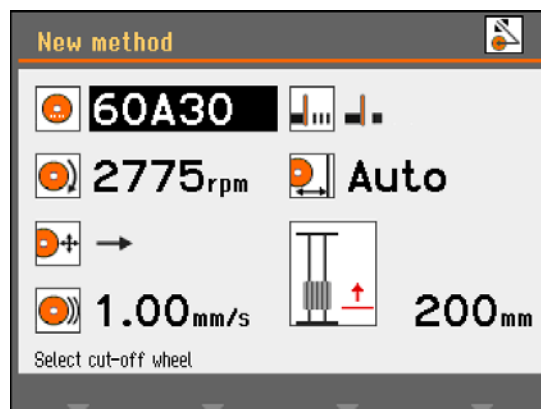 New method
60A30
2775rpm Auto
1.00mm/s 200mm
Select cut-off wheel